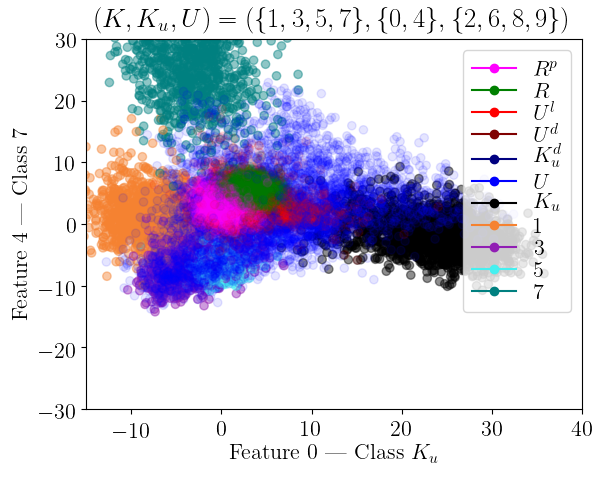 (K, K_u, U) = ({1, 3, 5, 7}, {0, 4}, {2, 6, 8, 9})
30
20
10
0
−10
−20
−30
Feature 4 — Class 7
−10
0
10
20
30
40
Feature 0 — Class K_u
R^p
R
U^l
U^d
K_u^d
U
K_u
1
3
5
7